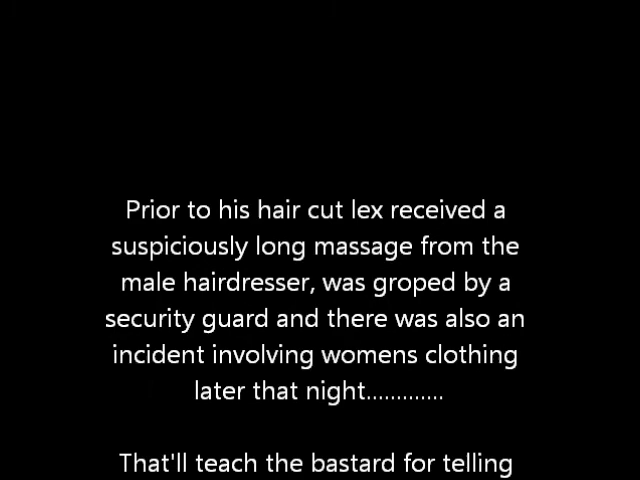 Prior to his hair cut lex received a
suspiciously long massage from the
male hairdresser, was groped by a
security guard and there was also an
incident involving womens clothing
later that night.............
That'll teach the bastard for telling